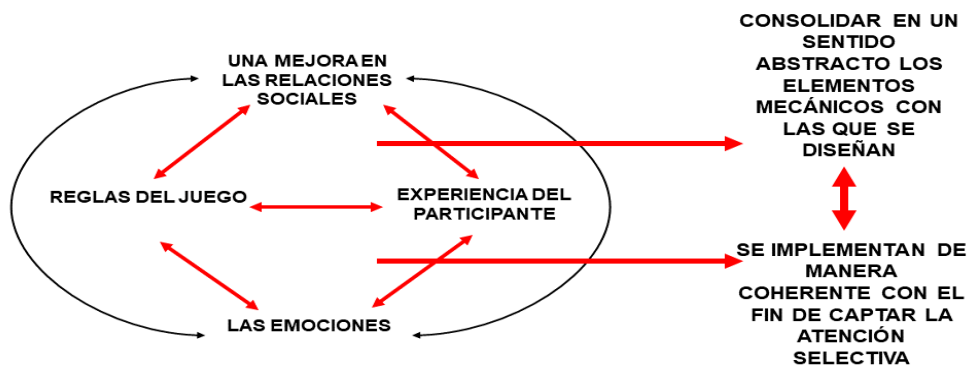 UNA MEJORA EN
LAS RELACIONES
SOCIALES
REGLAS DEL JUEGO
EXPERIENCIA DEL
PARTICIPANTE
LAS EMOCIONES
CONSOLIDAR EN UN
SENTIDO
ABSTRACTO LOS
ELEMENTOS
MECÁNICOS CON
LAS QUE SE
DISEÑAN
SE IMPLEMENTAN DE
MANERA
COHERENTE CON EL
FIN DE CAPTAR LA
ATENCIÓN
SELECTIVA